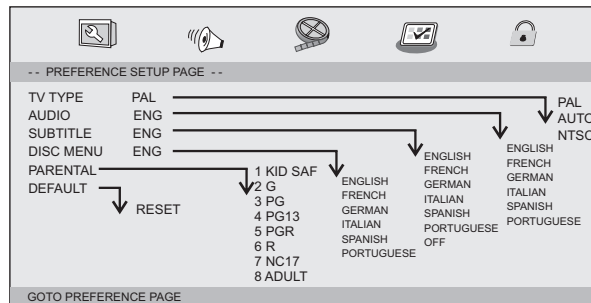 - - PREFERENCE SETUP PAGE - -
TV TYPE PAL
AUDIO ENG
SUBTITLE ENG
DISC MENU ENG
PARENTAL
DEFAULT
RESET
1 KID SAF
2 G
3 PG
4 PG13
5 PGR
6 R
7 NC17
8 ADULT
ENGLISH
FRENCH
GERMAN
ITALIAN
SPANISH
PORTUGUESE
ENGLISH
FRENCH
GERMAN
ITALIAN
SPANISH
PORTUGUESE
OFF
ENGLISH
FRENCH
GERMAN
ITALIAN
SPANISH
PORTUGUESE
PAL
AUTO
NTSC
GOTO PREFERENCE PAGE